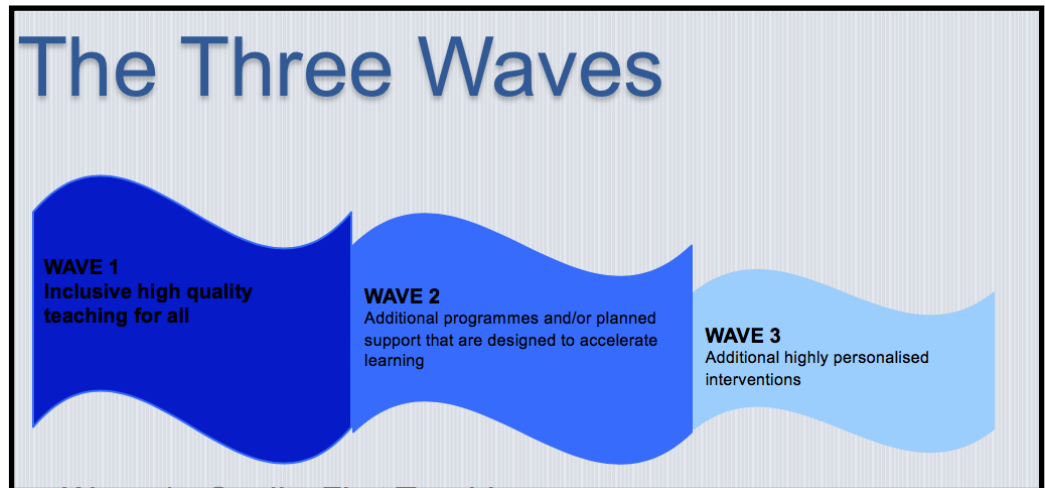 The Three Waves
WAVE 1
Inclusive high quality
teaching for all
WAVE 2
Additional programmes and/or planned
support that are designed to accelerate
learning
WAVE 3
Additional highly personalised
interventions